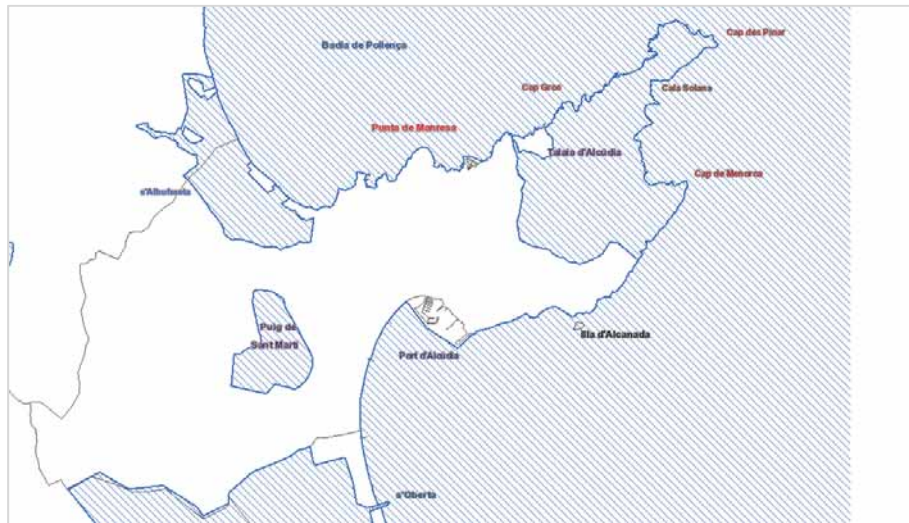 Cap des Pinar
Badia de Pollença
Cap Gros
Cala Solana
Punta de Manresa
Talaia d'Alcúdia
Cap de Menorca
s'Albufereta
Puig de
Sant Martí
Illa d'Alcanada
Port d'Alcúdia
s'Oberta